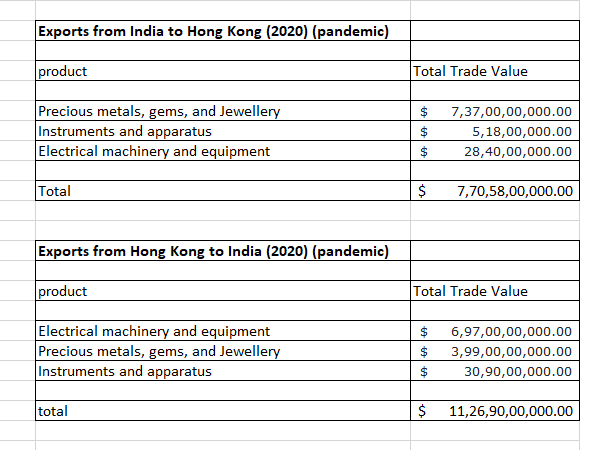 Exports from India to Hong Kong (2020) (pandemic)
product Total Trade Value
Precious metals, gems, and Jewellery $ 7,37,00,00,000.00
Instruments and apparatus $ 5,18,00,000.00
Electrical machinery and equipment $ 28,40,00,000.00
Total $ 7,70,58,00,000.00
Exports from Hong Kong to India (2020) (pandemic)
product Total Trade Value
Electrical machinery and equipment $ 6,97,00,00,000.00
Precious metals, gems, and Jewellery $ 3,99,00,00,000.00
Instruments and apparatus $ 30,90,00,000.00
total $ 11,26,90,00,000.00